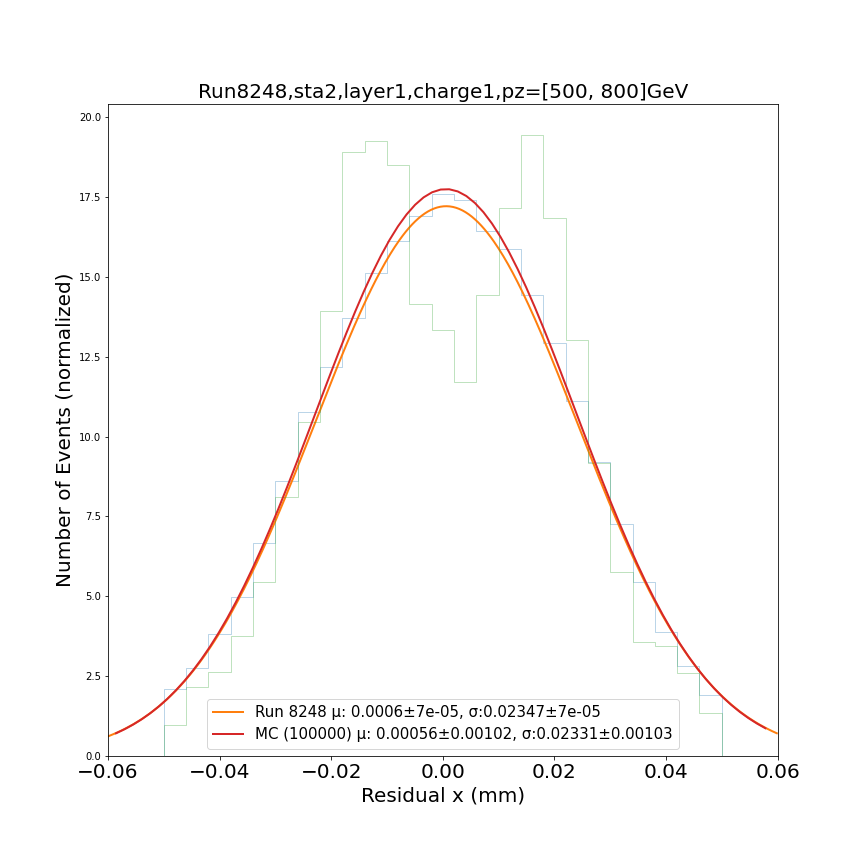 Run8248,sta2,layer1,charge1,pz=[500, 800]GeV
Number of Events (normalized)
20.0
17.5
15.0
12.5
10.0
7.5
5.0
2.5
0.0
Run 8248 μ: 0.0006±7e-05, σ:0.02347±7e-05
MC (100000) μ: 0.00056±0.00102, σ:0.02331±0.00103
−0.06 −0.04 −0.02 0.00 0.02 0.04 0.06
Residual x (mm)